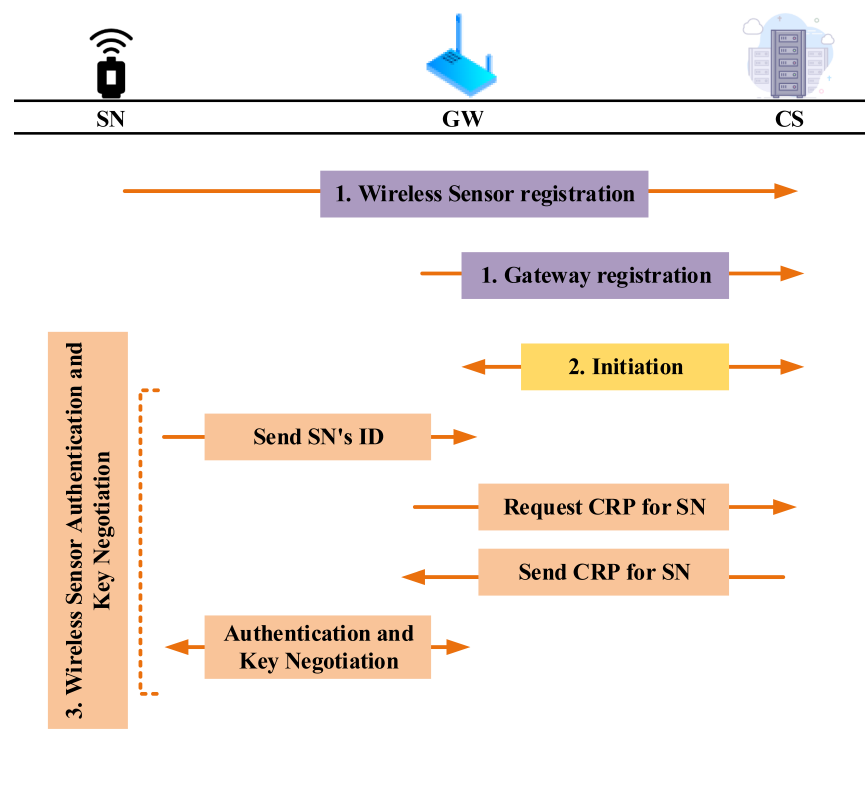 SN
GW
CS
1. Wireless Sensor registration
1. Gateway registration
2. Initiation
3. Wireless Sensor Authentication and
Key Negotiation
Send SN's ID
Request CRP for SN
Send CRP for SN
Authentication and
Key Negotiation